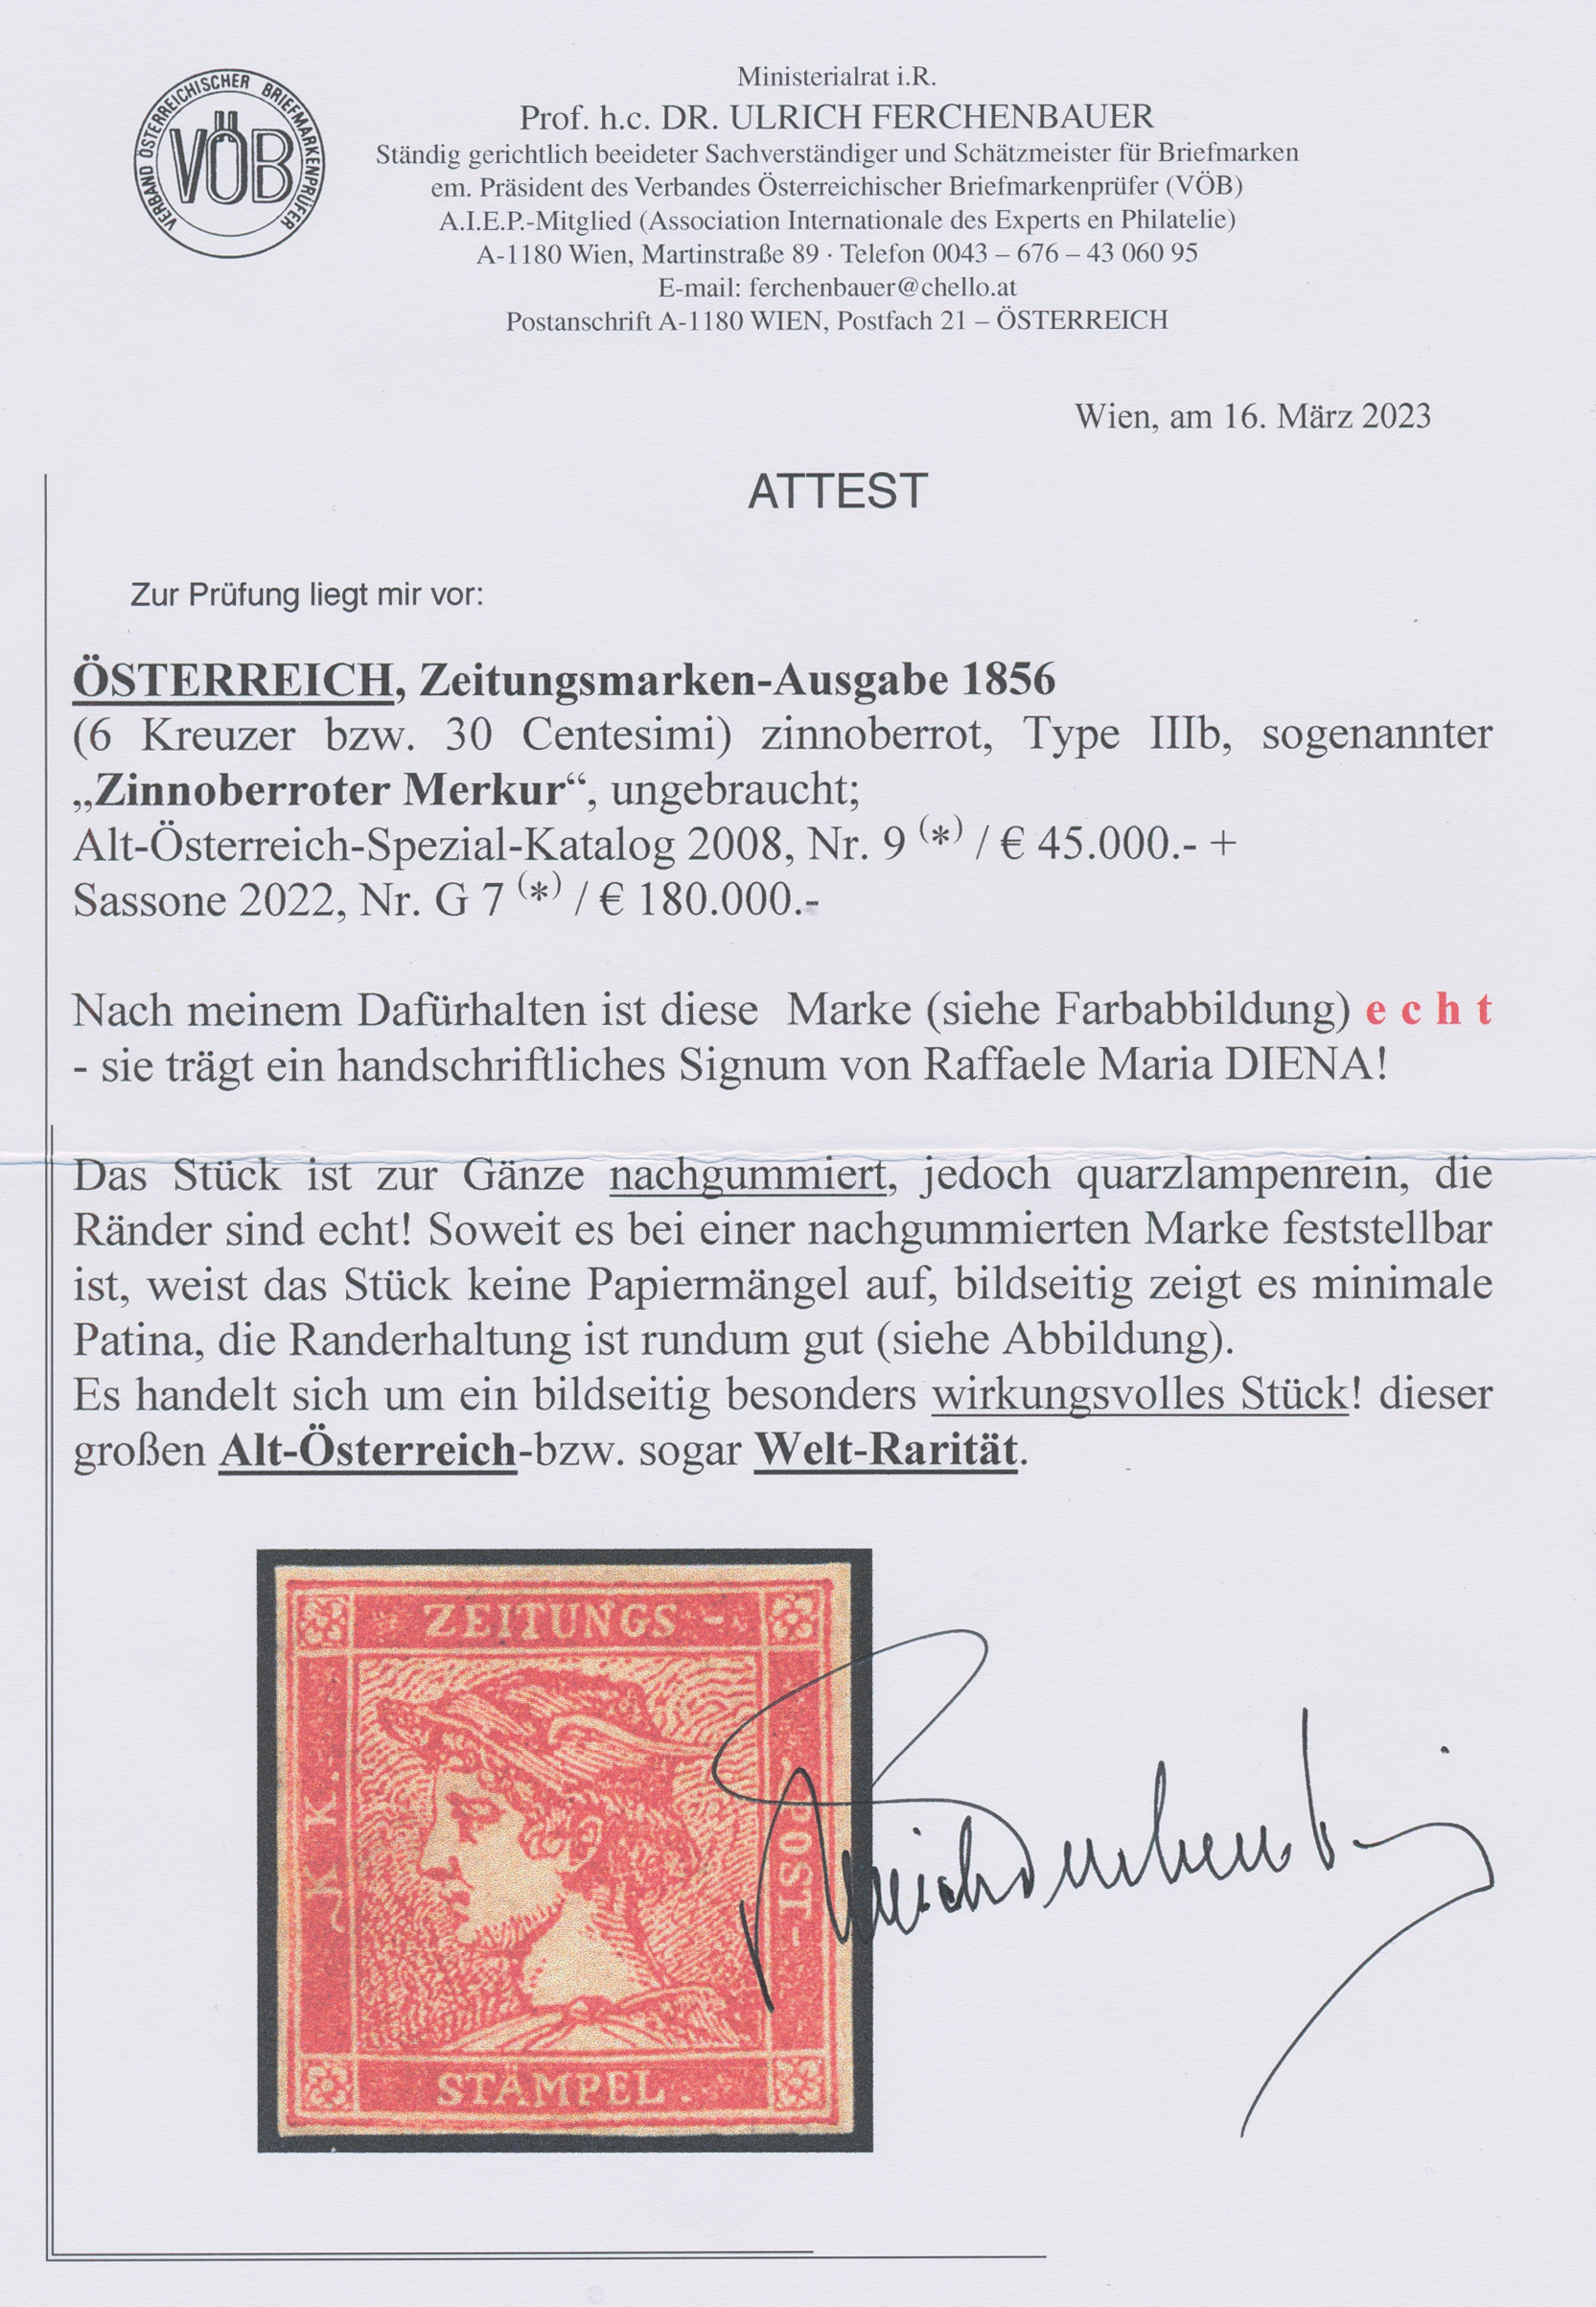 VERBAND ÖSTERREICHISCHER BRIEFMARKENPRÜFER
VÖB
Ministerialrat i.R.
Prof. h.c. DR. ULRICH FERCHENBAUER
Ständig gerichtlich beeideter Sachverständiger und Schätzmeister für Briefmarken
em. Präsident des Verbandes Österreichischer Briefmarkenprüfer (VÖB)
A.I.E.P.-Mitglied (Association Internationale des Experts en Philatelie)
A-1180 Wien, Martinstraße 89 · Telefon 0043 – 676 – 43 060 95
E-mail: ferchenbauer@chello.at
Postanschrift A-1180 WIEN, Postfach 21 – ÖSTERREICH
Wien, am 16. März 2023
ATTEST
Zur Prüfung liegt mir vor:
ÖSTERREICH, Zeitungsmarken-Ausgabe 1856
(6 Kreuzer bzw. 30 Centesimi) zinnoberrot, Type IIIb, sogenannter
„Zinnoberroter Merkur“, ungebraucht;
Alt-Österreich-Spezial-Katalog 2008, Nr. 9 (*) / € 45.000.- +
Sassone 2022, Nr. G 7 (*) / € 180.000.-
Nach meinem Dafürhalten ist diese Marke (siehe Farbabbildung) e c h t
- sie trägt ein handschriftliches Signum von Raffaele Maria DIENA!
Das Stück ist zur Gänze nachgummiert, jedoch quarzlampenrein, die
Ränder sind echt! Soweit es bei einer nachgummierten Marke feststellbar
ist, weist das Stück keine Papiermängel auf, bildseitig zeigt es minimale
Patina, die Randerhaltung ist rundum gut (siehe Abbildung).
Es handelt sich um ein bildseitig besonders wirkungsvolles Stück! dieser
großen Alt-Österreich-bzw. sogar Welt-Rarität.
ZEITUNGS -
K. K.
POST-
STÄMPEL.